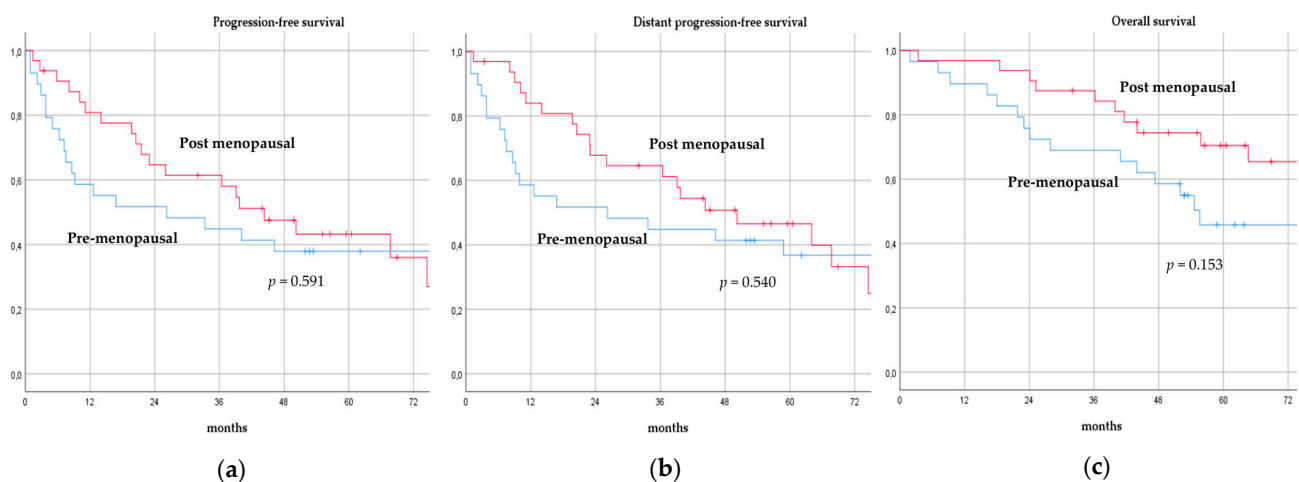 Progression-free survival
1,0
0,8
0,6
0,4
0,2
0,0
Post menopausal
Pre-menopausal
p = 0.591
0 12 24 36 48 60 72
months
(a)
Distant progression-free survival
1,0
0,8
0,6
0,4
0,2
0,0
Post menopausal
Pre-menopausal
p = 0.540
0 12 24 36 48 60 72
months
(b)
Overall survival
1,0
0,8
0,6
0,4
0,2
0,0
Post menopausal
Pre-menopausal
p = 0.153
0 12 24 36 48 60 72
months
(c)